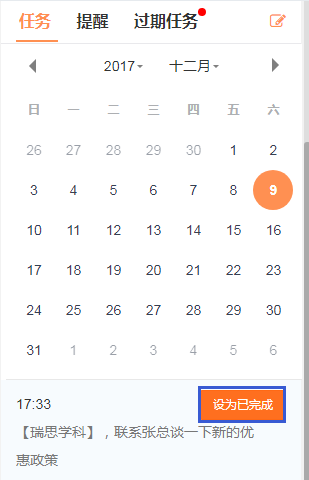 任务 提醒 过期任务
2017 十二月
日 一 二 三 四 五 六
26 27 28 29 30 1 2
3 4 5 6 7 8 9
10 11 12 13 14 15 16
17 18 19 20 21 22 23
24 25 26 27 28 29 30
31 1 2 3 4 5 6
17:33 设为已完成
【瑞思学科】，联系张总谈一下新的优
惠政策